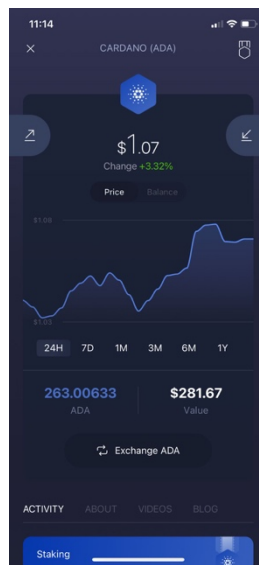 11:14
CARDANO (ADA)
$1.07
Change +3.32%
Price Balance
$1.09
$1.03
24H 7D 1M 3M 6M 1Y
263.00633 $281.67
ADA Value
Exchange ADA
ACTIVITY ABOUT VIDEOS BLOG
Staking